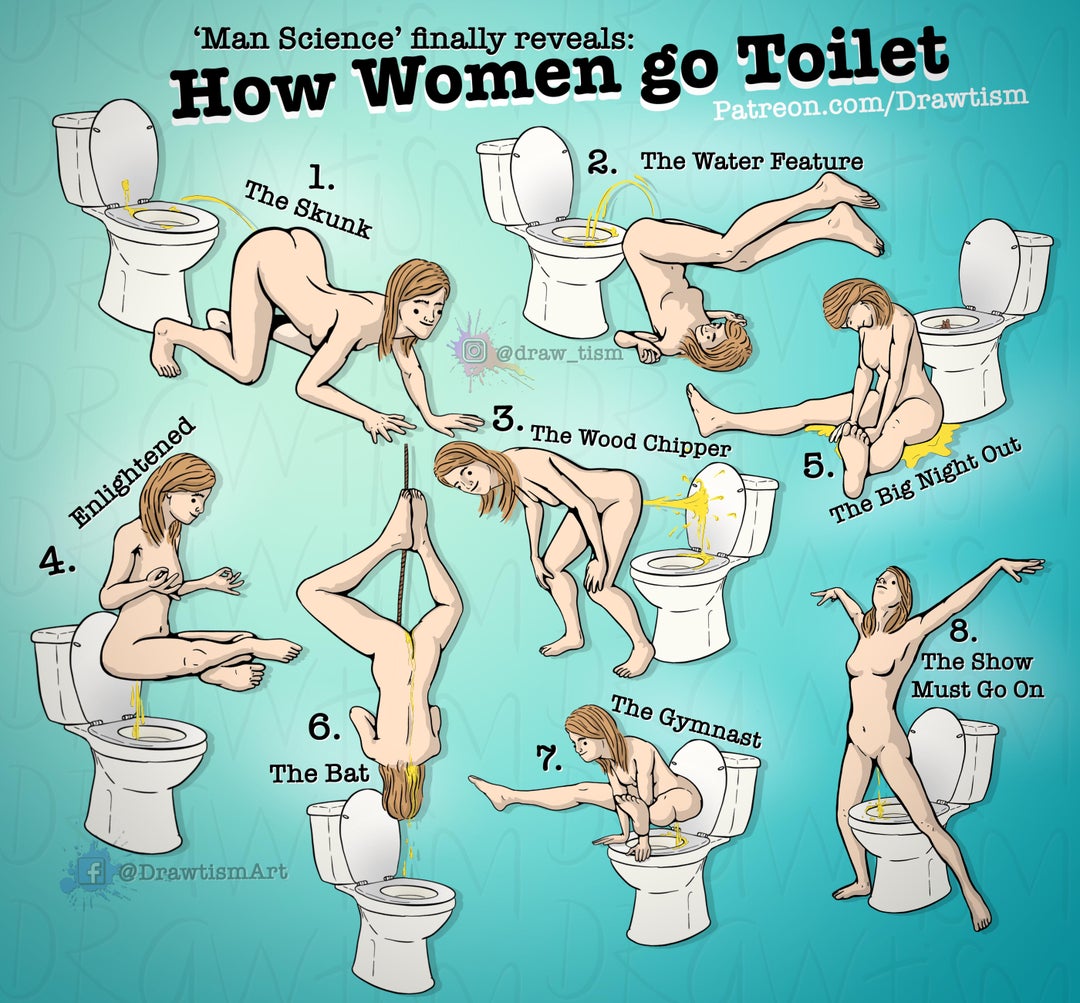 'Man Science' finally reveals:
How Women go Toilet
Patreon.com/Drawtism
1.
The Skunk
2. The Water Feature
@draw_tism
3. The Wood Chipper
4.
Enlightened
5.
The Big Night Out
6.
The Bat
7.
The Gymnast
8.
The Show
Must Go On
@DrawtismArt